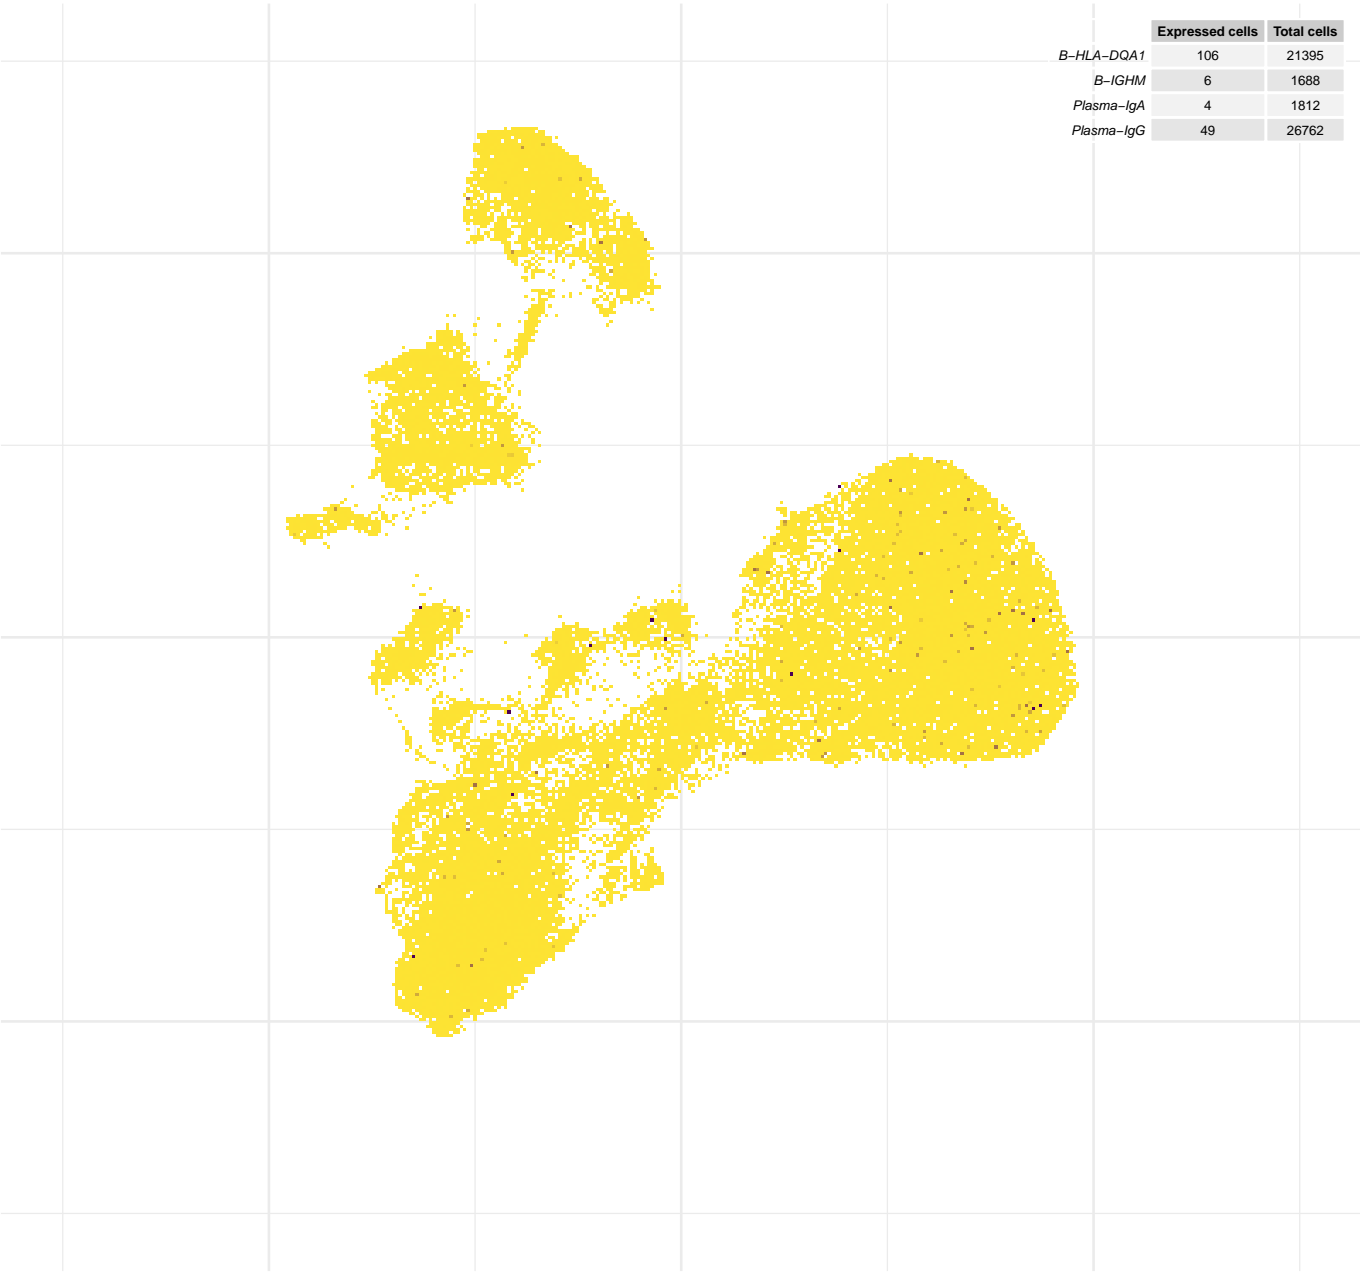 Expressed cells Total cells
B−HLA−DQA1 106 21395
B−IGHM 6 1688
Plasma−IgA 4 1812
Plasma−IgG 49 26762